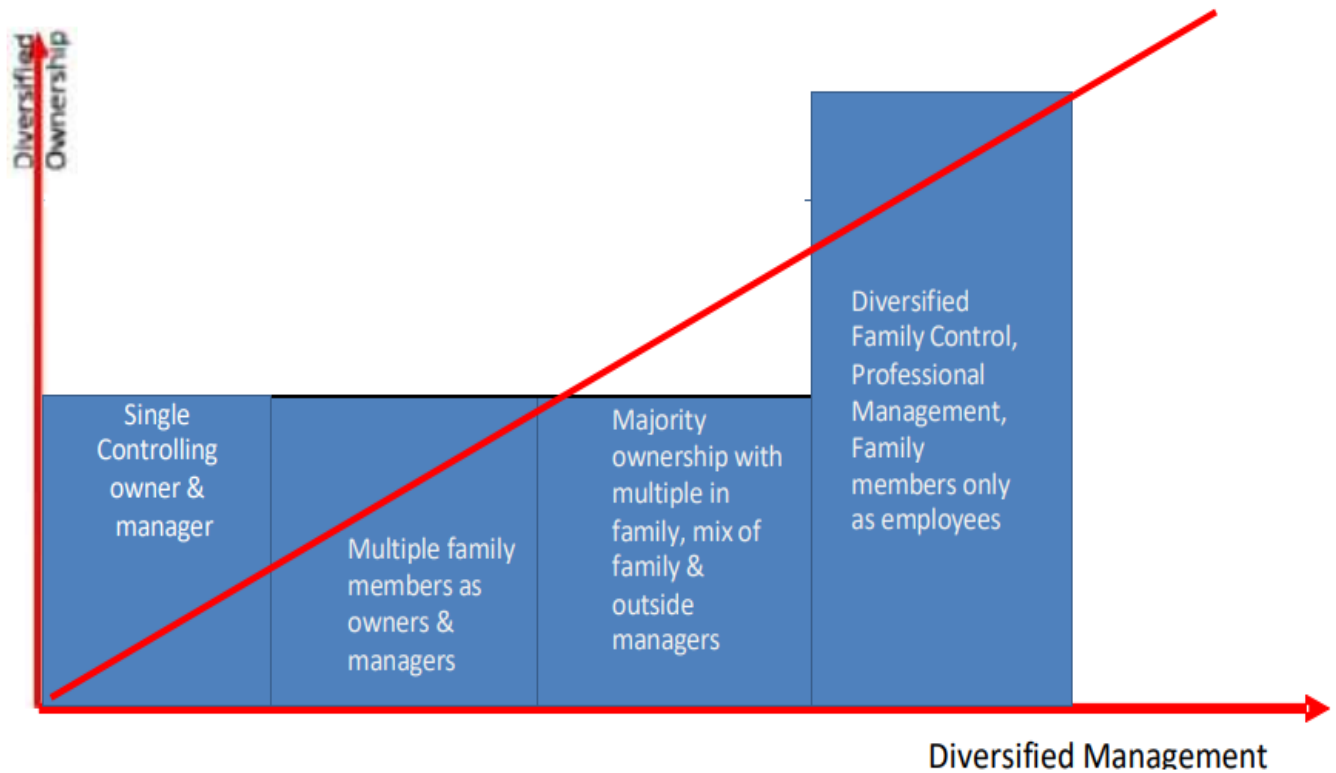 Diversified
Ownership
Single
Controlling
owner &
manager
Multiple family
members as
owners &
managers
Majority
ownership with
multiple in
family, mix of
family &
outside
managers
Diversified
Family Control,
Professional
Management,
Family
members only
as employees
Diversified Management